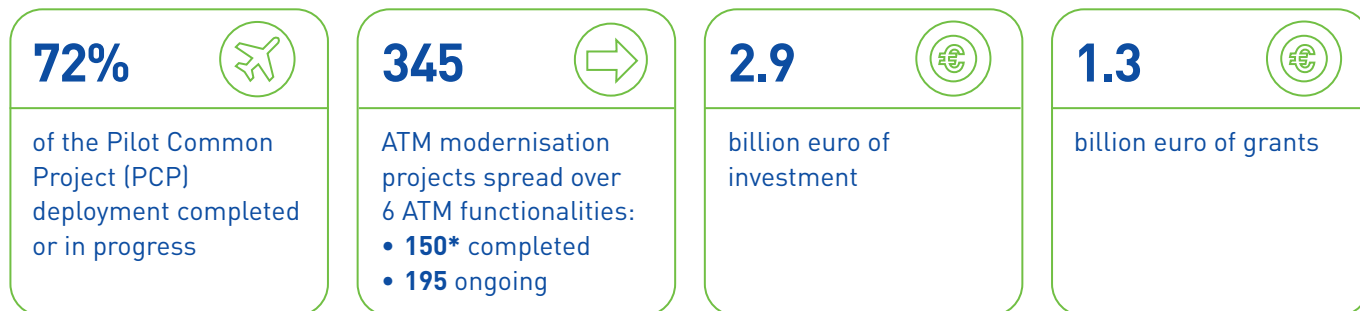 72%
of the Pilot Common
Project (PCP)
deployment completed
or in progress
345
ATM modernisation
projects spread over
6 ATM functionalities:
• 150* completed
• 195 ongoing
2.9
€
billion euro of
investment
1.3
€
billion euro of grants